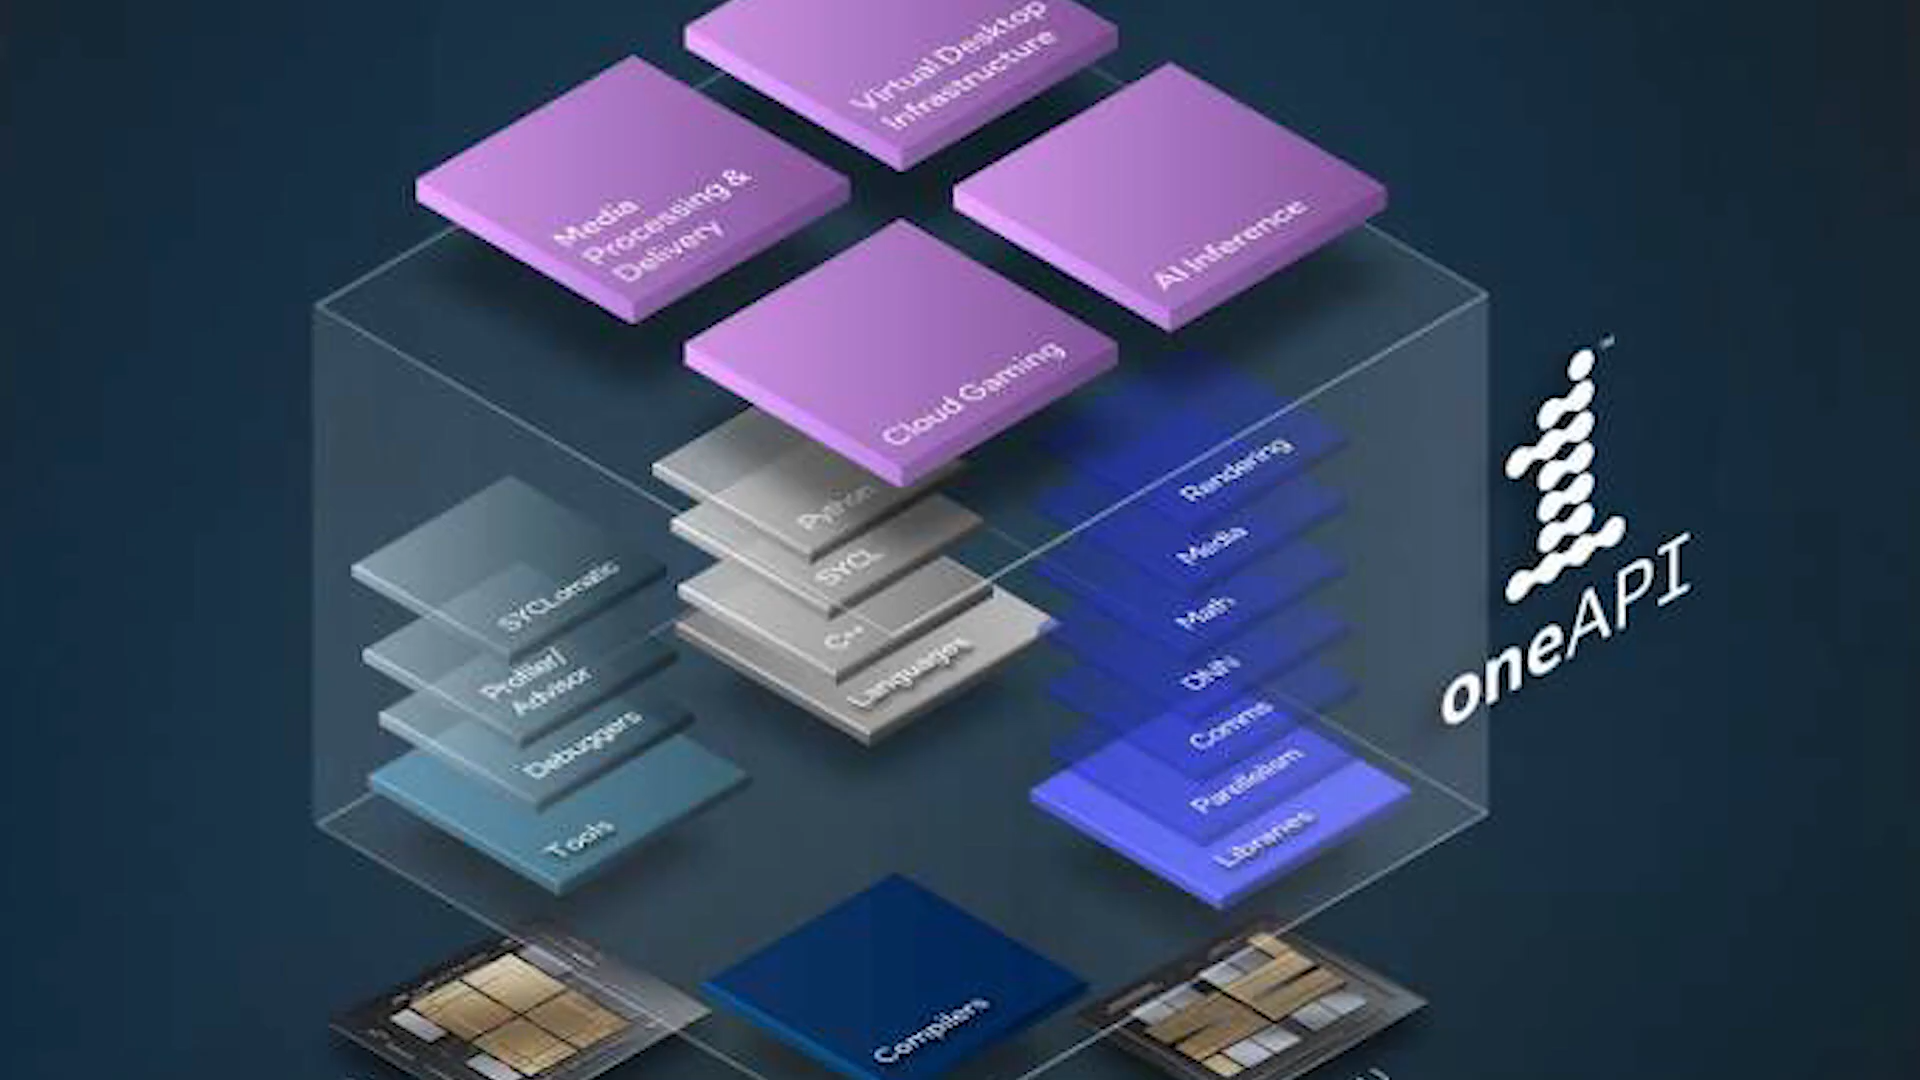 Virtual Desktop
Infrastructure
Media
Processing &
Delivery
AI Inference
Cloud Gaming
Python
SYCL
C++
Languages
SYCLomatic
Profiler/
Advisor
Debuggers
Tools
Rendering
Media
Math
DNN
Comms
Parallelism
Libraries
Compilers
oneAPI